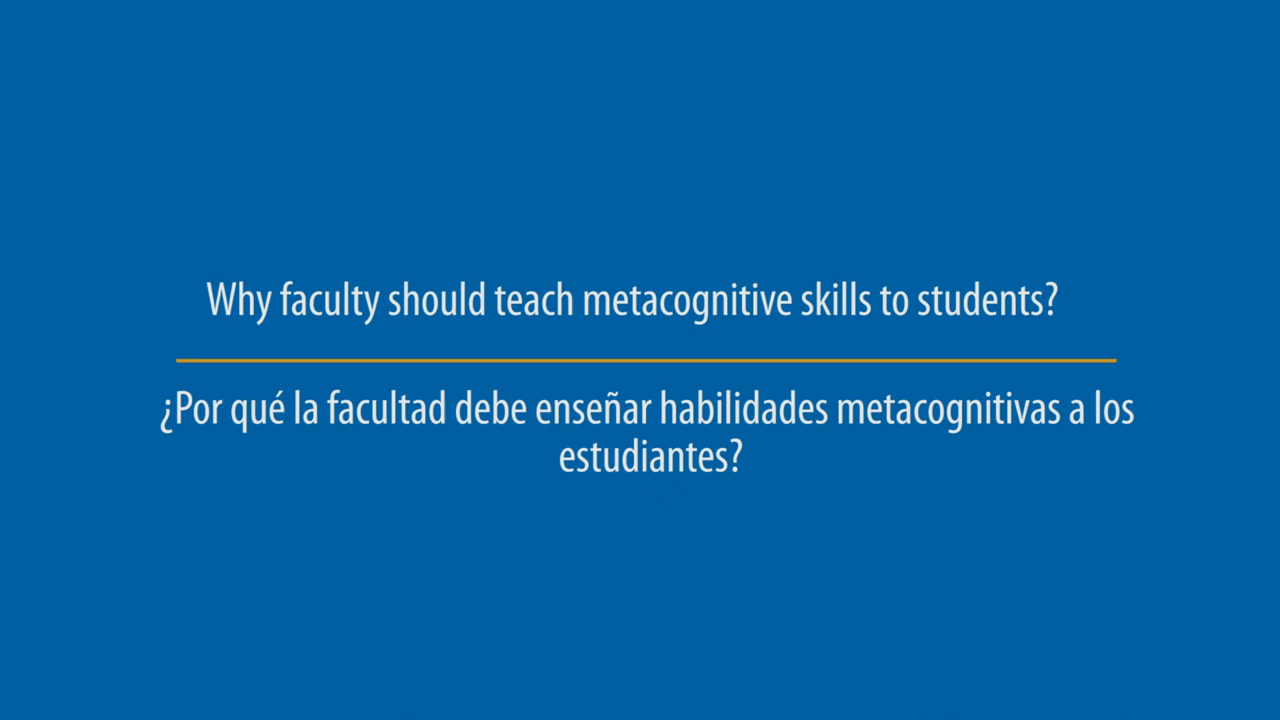 Why faculty should teach metacognitive skills to students?
¿Por qué la facultad debe enseñar habilidades metacognitivas a los
estudiantes?